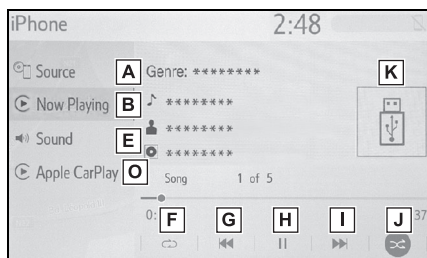 iPhone 2:48
Source A Genre: ******** K
Now Playing B ********
Sound E ********
Apple CarPlay O ********
Song 1 of 5
0: F G H I J 37